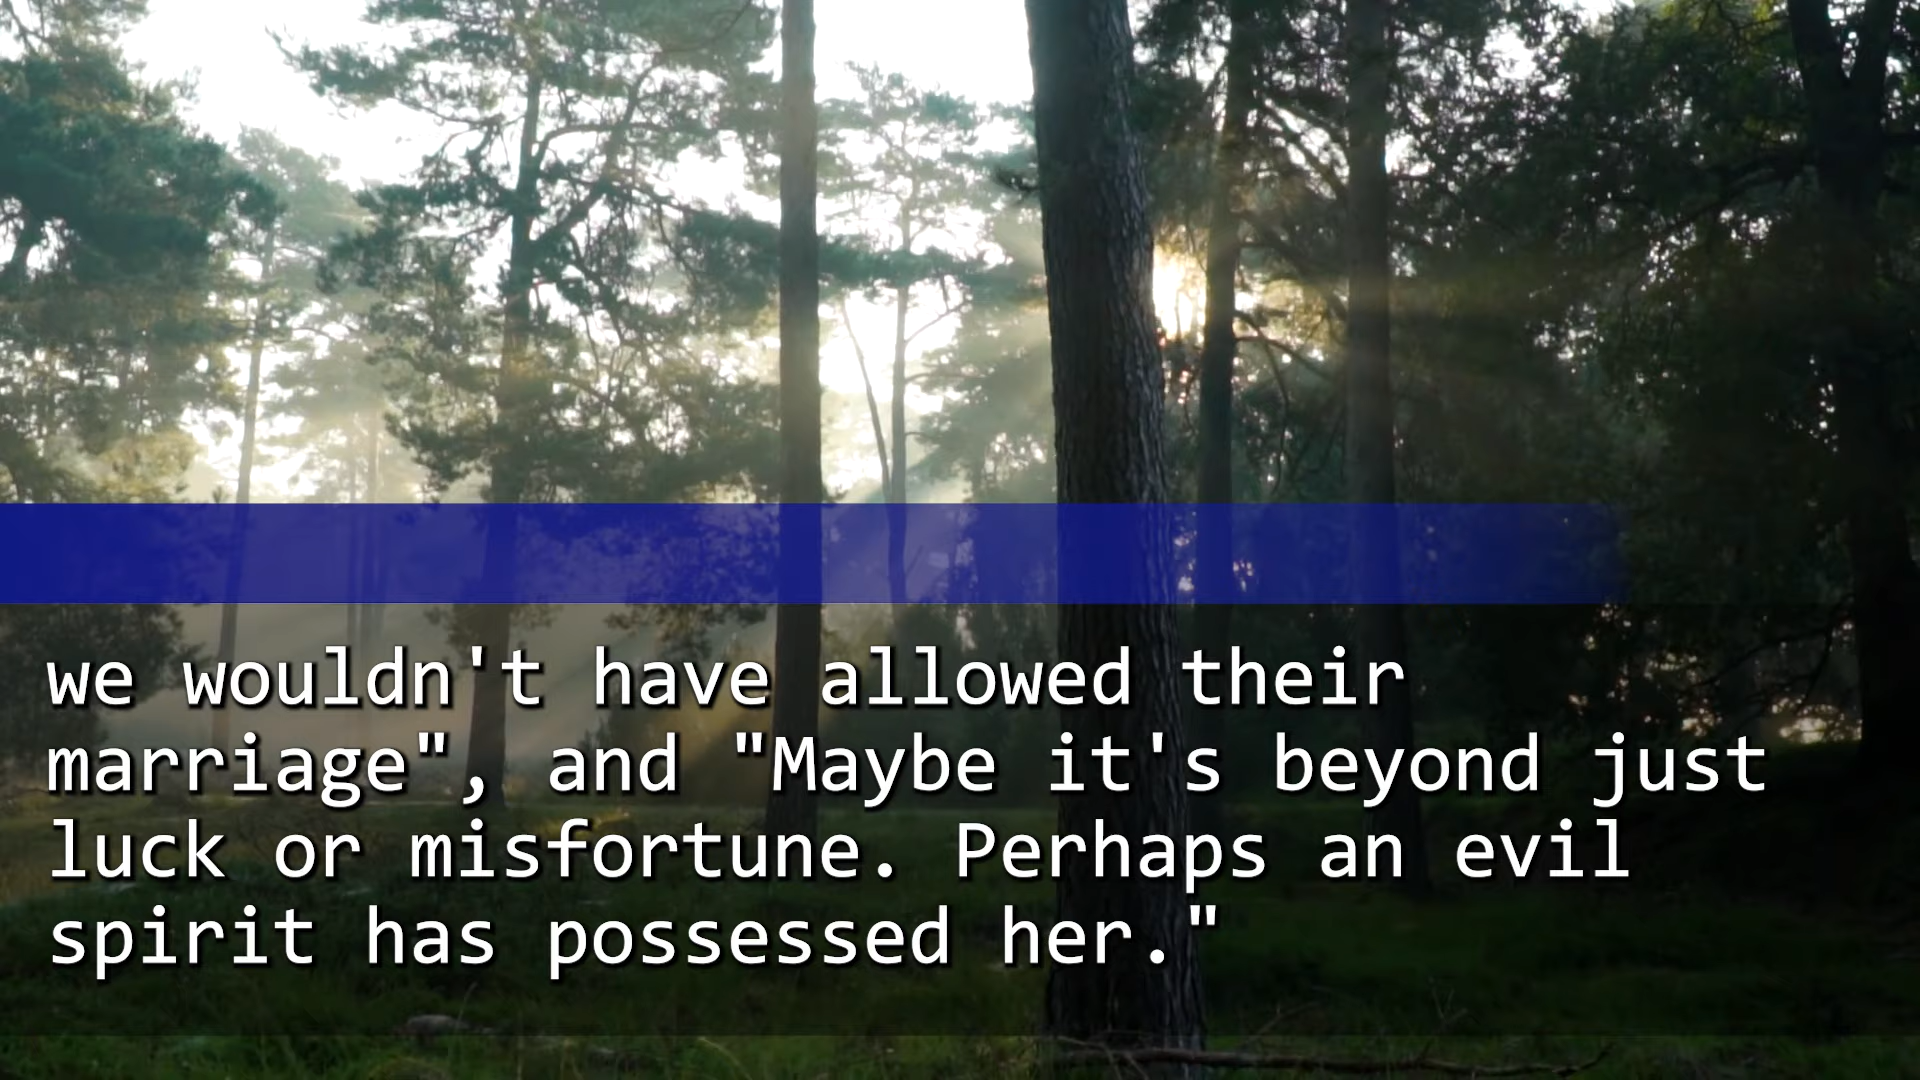 we wouldn't have allowed their
marriage", and "Maybe it's beyond just
luck or misfortune. Perhaps an evil
spirit has possessed her."